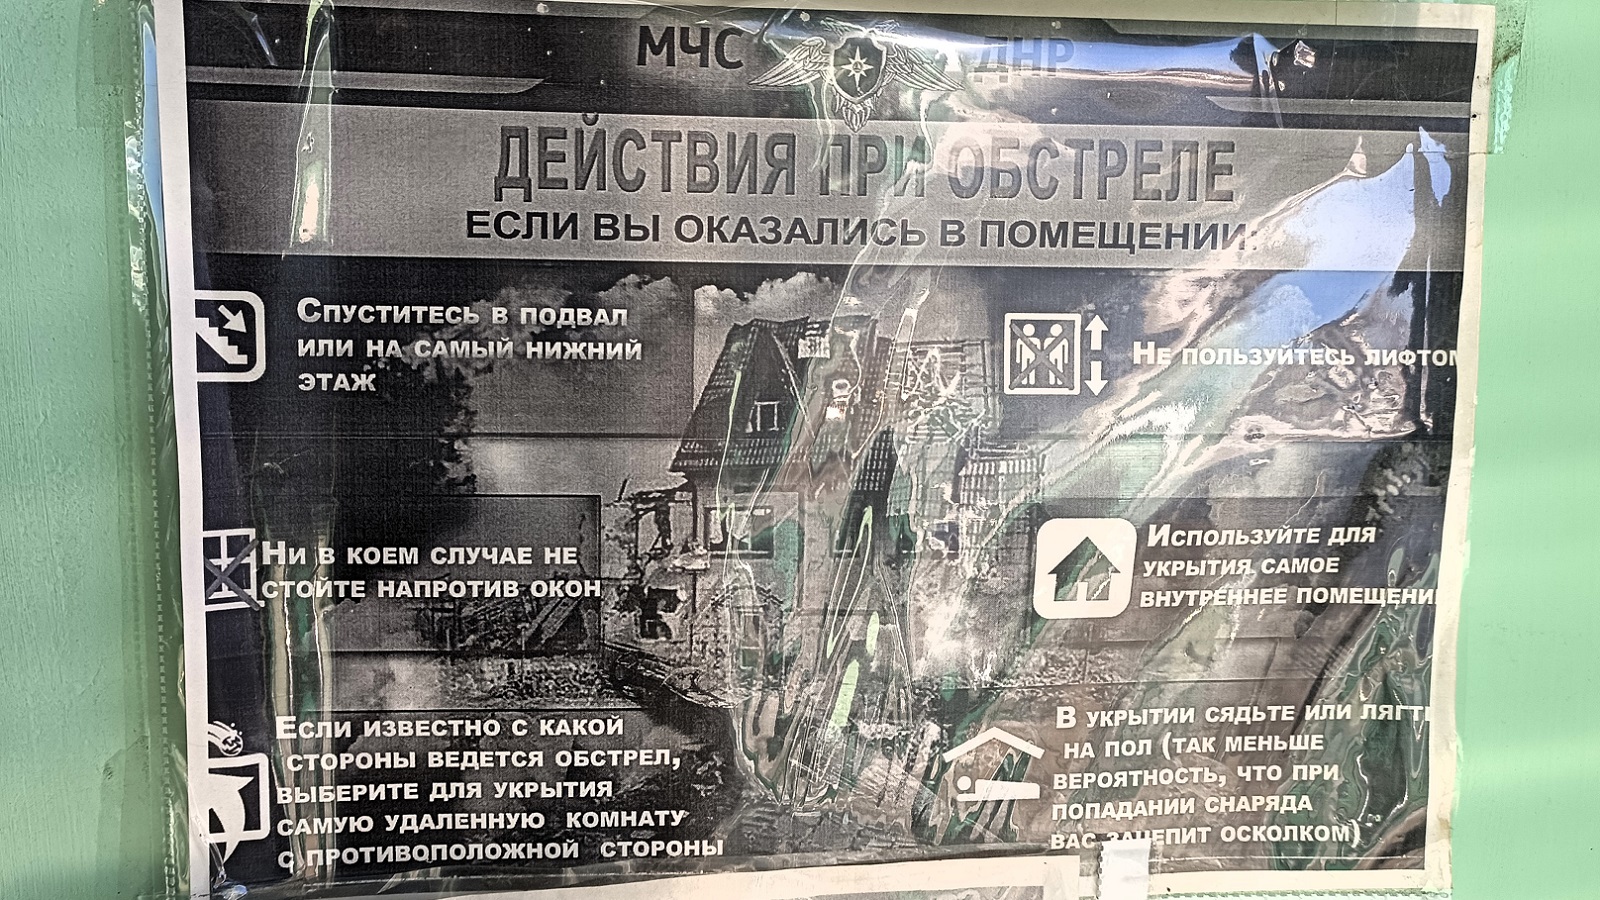 МЧС ДНР
ДЕЙСТВИЯ ПРИ ОБСТРЕЛЕ
ЕСЛИ ВЫ ОКАЗАЛИСЬ В ПОМЕЩЕНИИ:
Спуститесь в подвал
или на самый нижний
этаж
Не пользуйтесь лифтом
Ни в коем случае не
стойте напротив окон
Используйте для
укрытия самое
внутреннее помещени
Если известно с какой
стороны ведется обстрел,
выберите для укрытия
самую удаленную комнату
с противоположной стороны
В укрытии сядьте или лягте
на пол (так меньше
вероятность, что при
попадании снаряда
вас зацепит осколком)